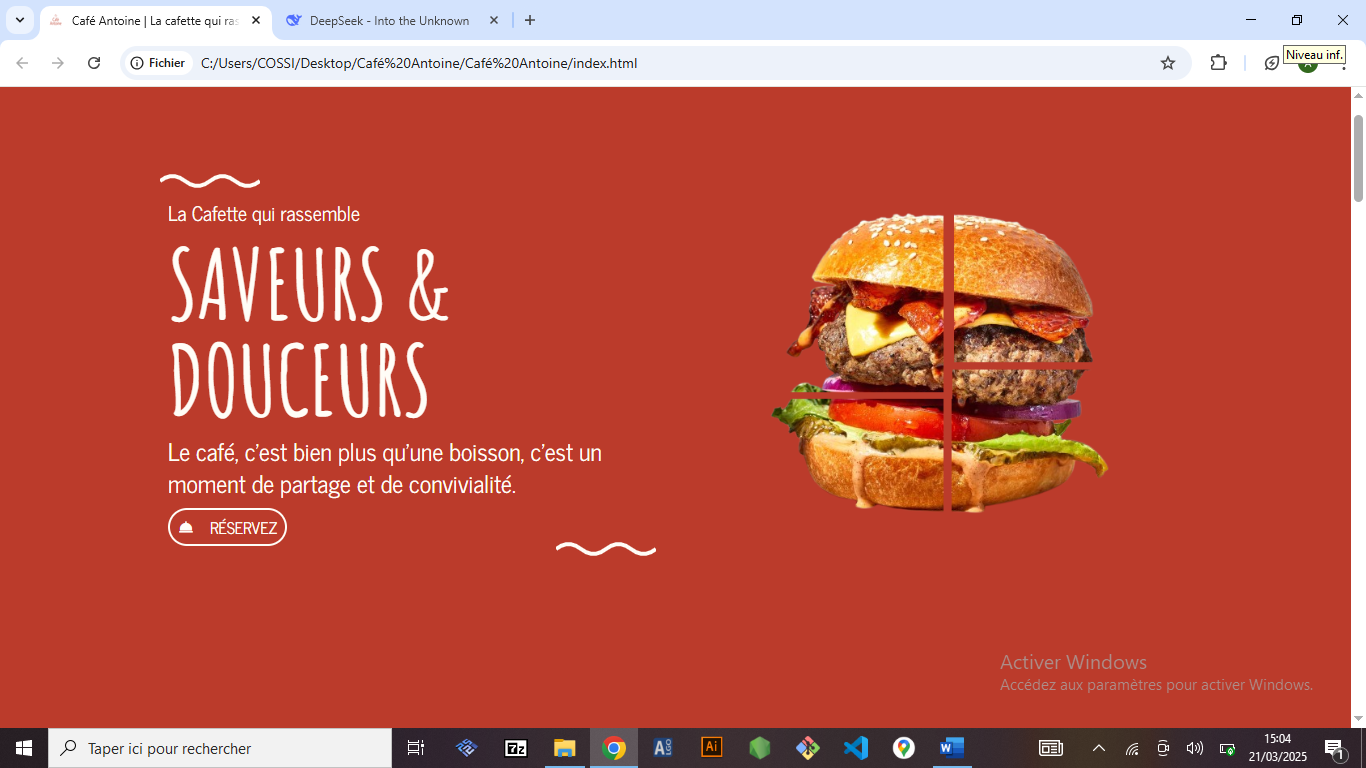 Café Antoine | La cafette qui ras
DeepSeek - Into the Unknown
Fichier
C:/Users/COSSI/Desktop/Café%20Antoine/Café%20Antoine/index.html
Niveau inf.
La Cafette qui rassemble
SAVEURS &
DOUCEURS
Le café, c'est bien plus qu'une boisson, c'est un
moment de partage et de convivialité.
RÉSERVEZ
Activer Windows
Accédez aux paramètres pour activer Windows.
Taper ici pour rechercher
7z
Ai
W
15:04
21/03/2025
1